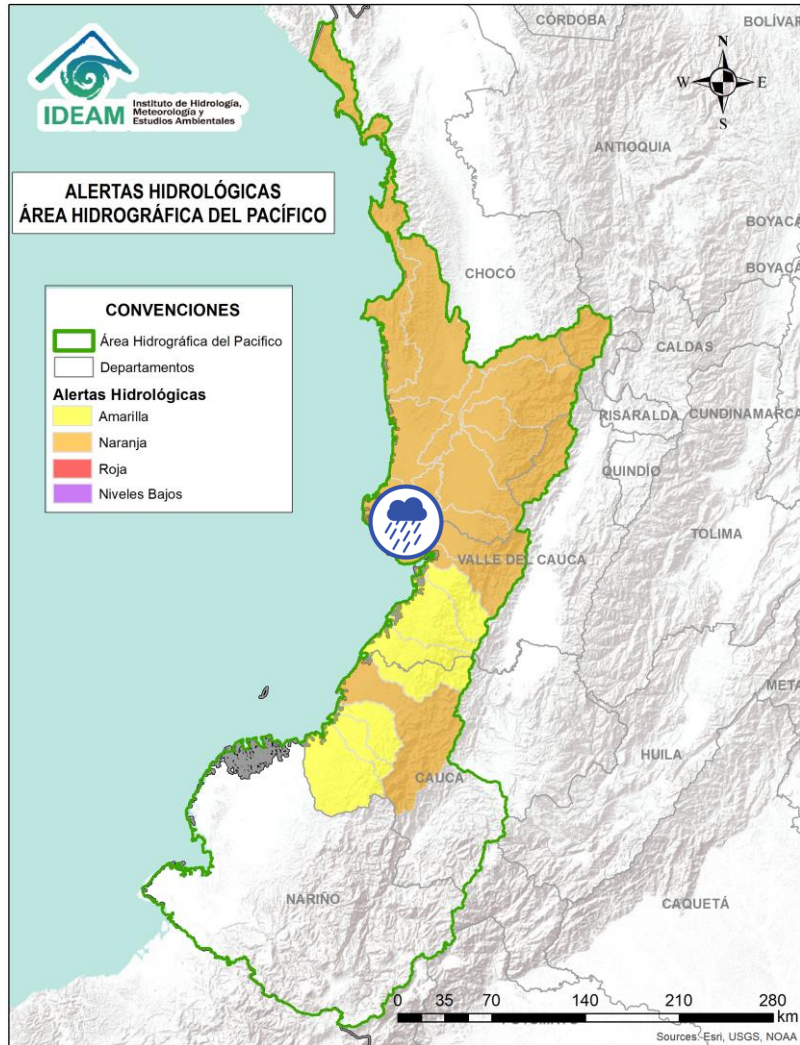 CÓRDOBA
BOLÍVAR
IDEAM
Instituto de Hidrología,
Meteorología y
Estudios Ambientales
N
W E
S
ANTIOQUIA
ALERTAS HIDROLÓGICAS
ÁREA HIDROGRÁFICA DEL PACÍFICO
BOYACÁ
BOYACÁ
CHOCÓ
CONVENCIONES
Área Hidrográfica del Pacifico
Departamentos
Alertas Hidrológicas
Amarilla
Naranja
Roja
Niveles Bajos
CALDAS
RISARALDA
CUNDINAMARCA
QUINDÍO
TOLIMA
VALLE DEL CAUCA
META
HUILA
CAUCA
NARIÑO
CAQUETÁ
0 35 70 140 210 280
km
Sources: Esri, USGS, NOAA